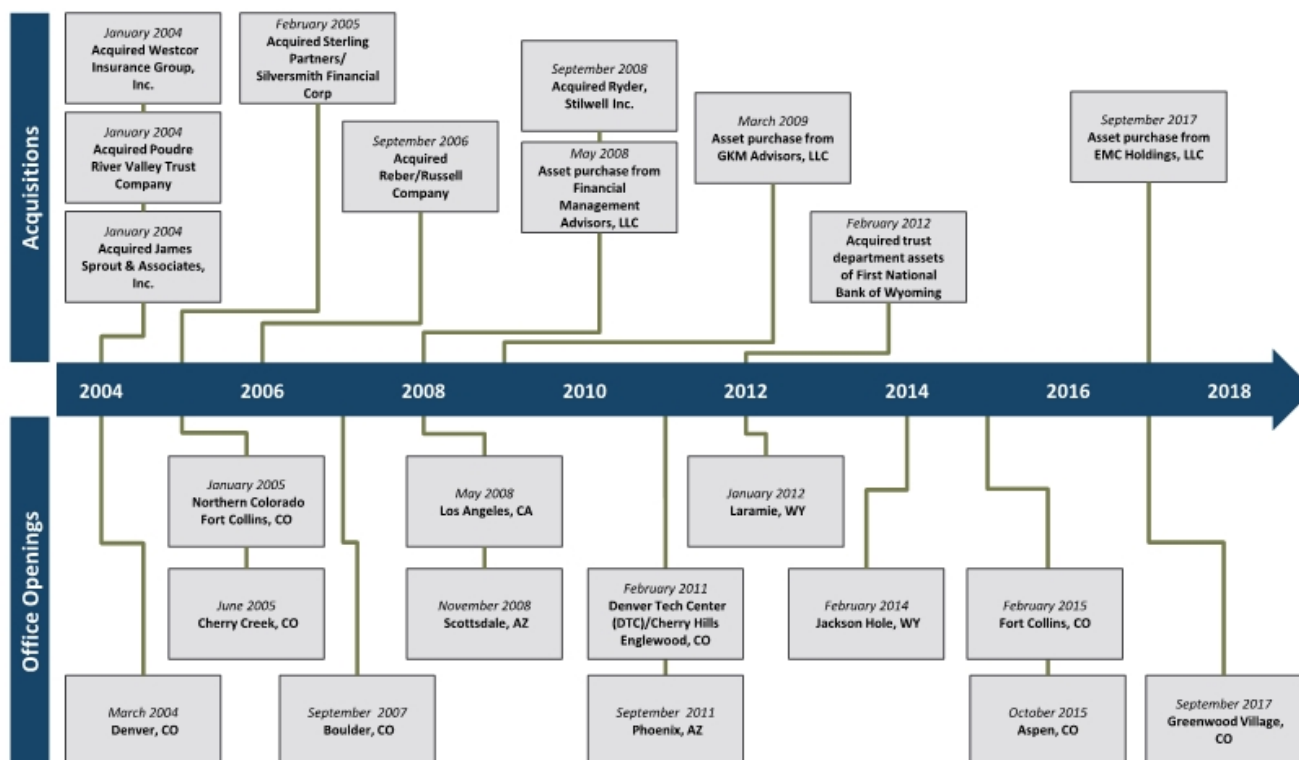 Acquisitions
January 2004
Acquired Westcor
Insurance Group,
Inc.
January 2004
Acquired Poudre
River Valley Trust
Company
January 2004
Acquired James
Sprout & Associates,
Inc.
February 2005
Acquired Sterling
Partners/
Silversmith Financial
Corp
September 2006
Acquired
Reber/Russell
Company
September 2008
Acquired Ryder,
Stilwell Inc.
May 2008
Asset purchase from
Financial
Management
Advisors, LLC
March 2009
Asset purchase from
GKM Advisors, LLC
February 2012
Acquired trust
department assets
of First National
Bank of Wyoming
September 2017
Asset purchase from
EMC Holdings, LLC
2004 2006 2008 2010 2012 2014 2016 2018
Office Openings
March 2004
Denver, CO
January 2005
Northern Colorado
Fort Collins, CO
June 2005
Cherry Creek, CO
September 2007
Boulder, CO
May 2008
Los Angeles, CA
November 2008
Scottsdale, AZ
February 2011
Denver Tech Center
(DTC)/Cherry Hills
Englewood, CO
September 2011
Phoenix, AZ
January 2012
Laramie, WY
February 2014
Jackson Hole, WY
February 2015
Fort Collins, CO
October 2015
Aspen, CO
September 2017
Greenwood Village,
CO